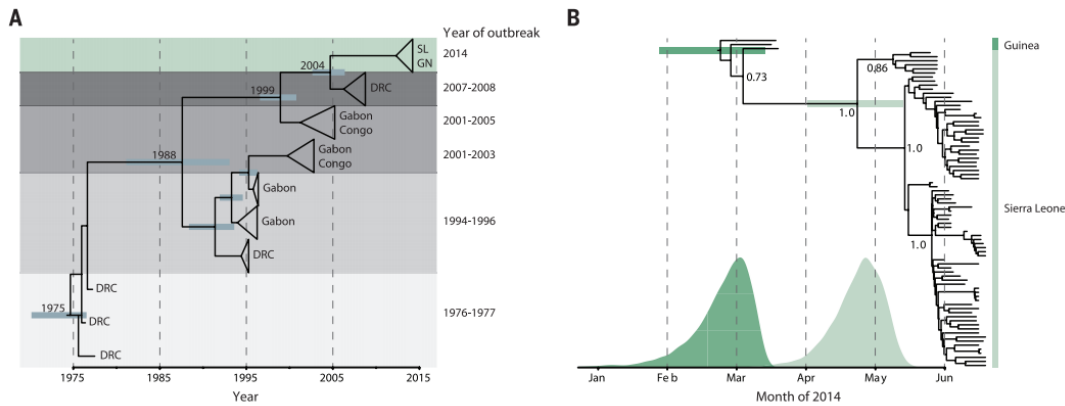 A
Year of outbreak
SL
GN
2014
2004
DRC
2007-2008
1999
Gabon
Congo
2001-2005
Gabon
Congo
2001-2003
1988
Gabon
Gabon
1994-1996
DRC
DRC
1975
DRC
1976-1977
DRC
1975
1985
1995
2005
2015
Year
B
Guinea
0.73
0.86
1.0
1.0
Sierra Leone
1.0
Jan
Feb
Mar
Apr
May
Jun
Month of 2014